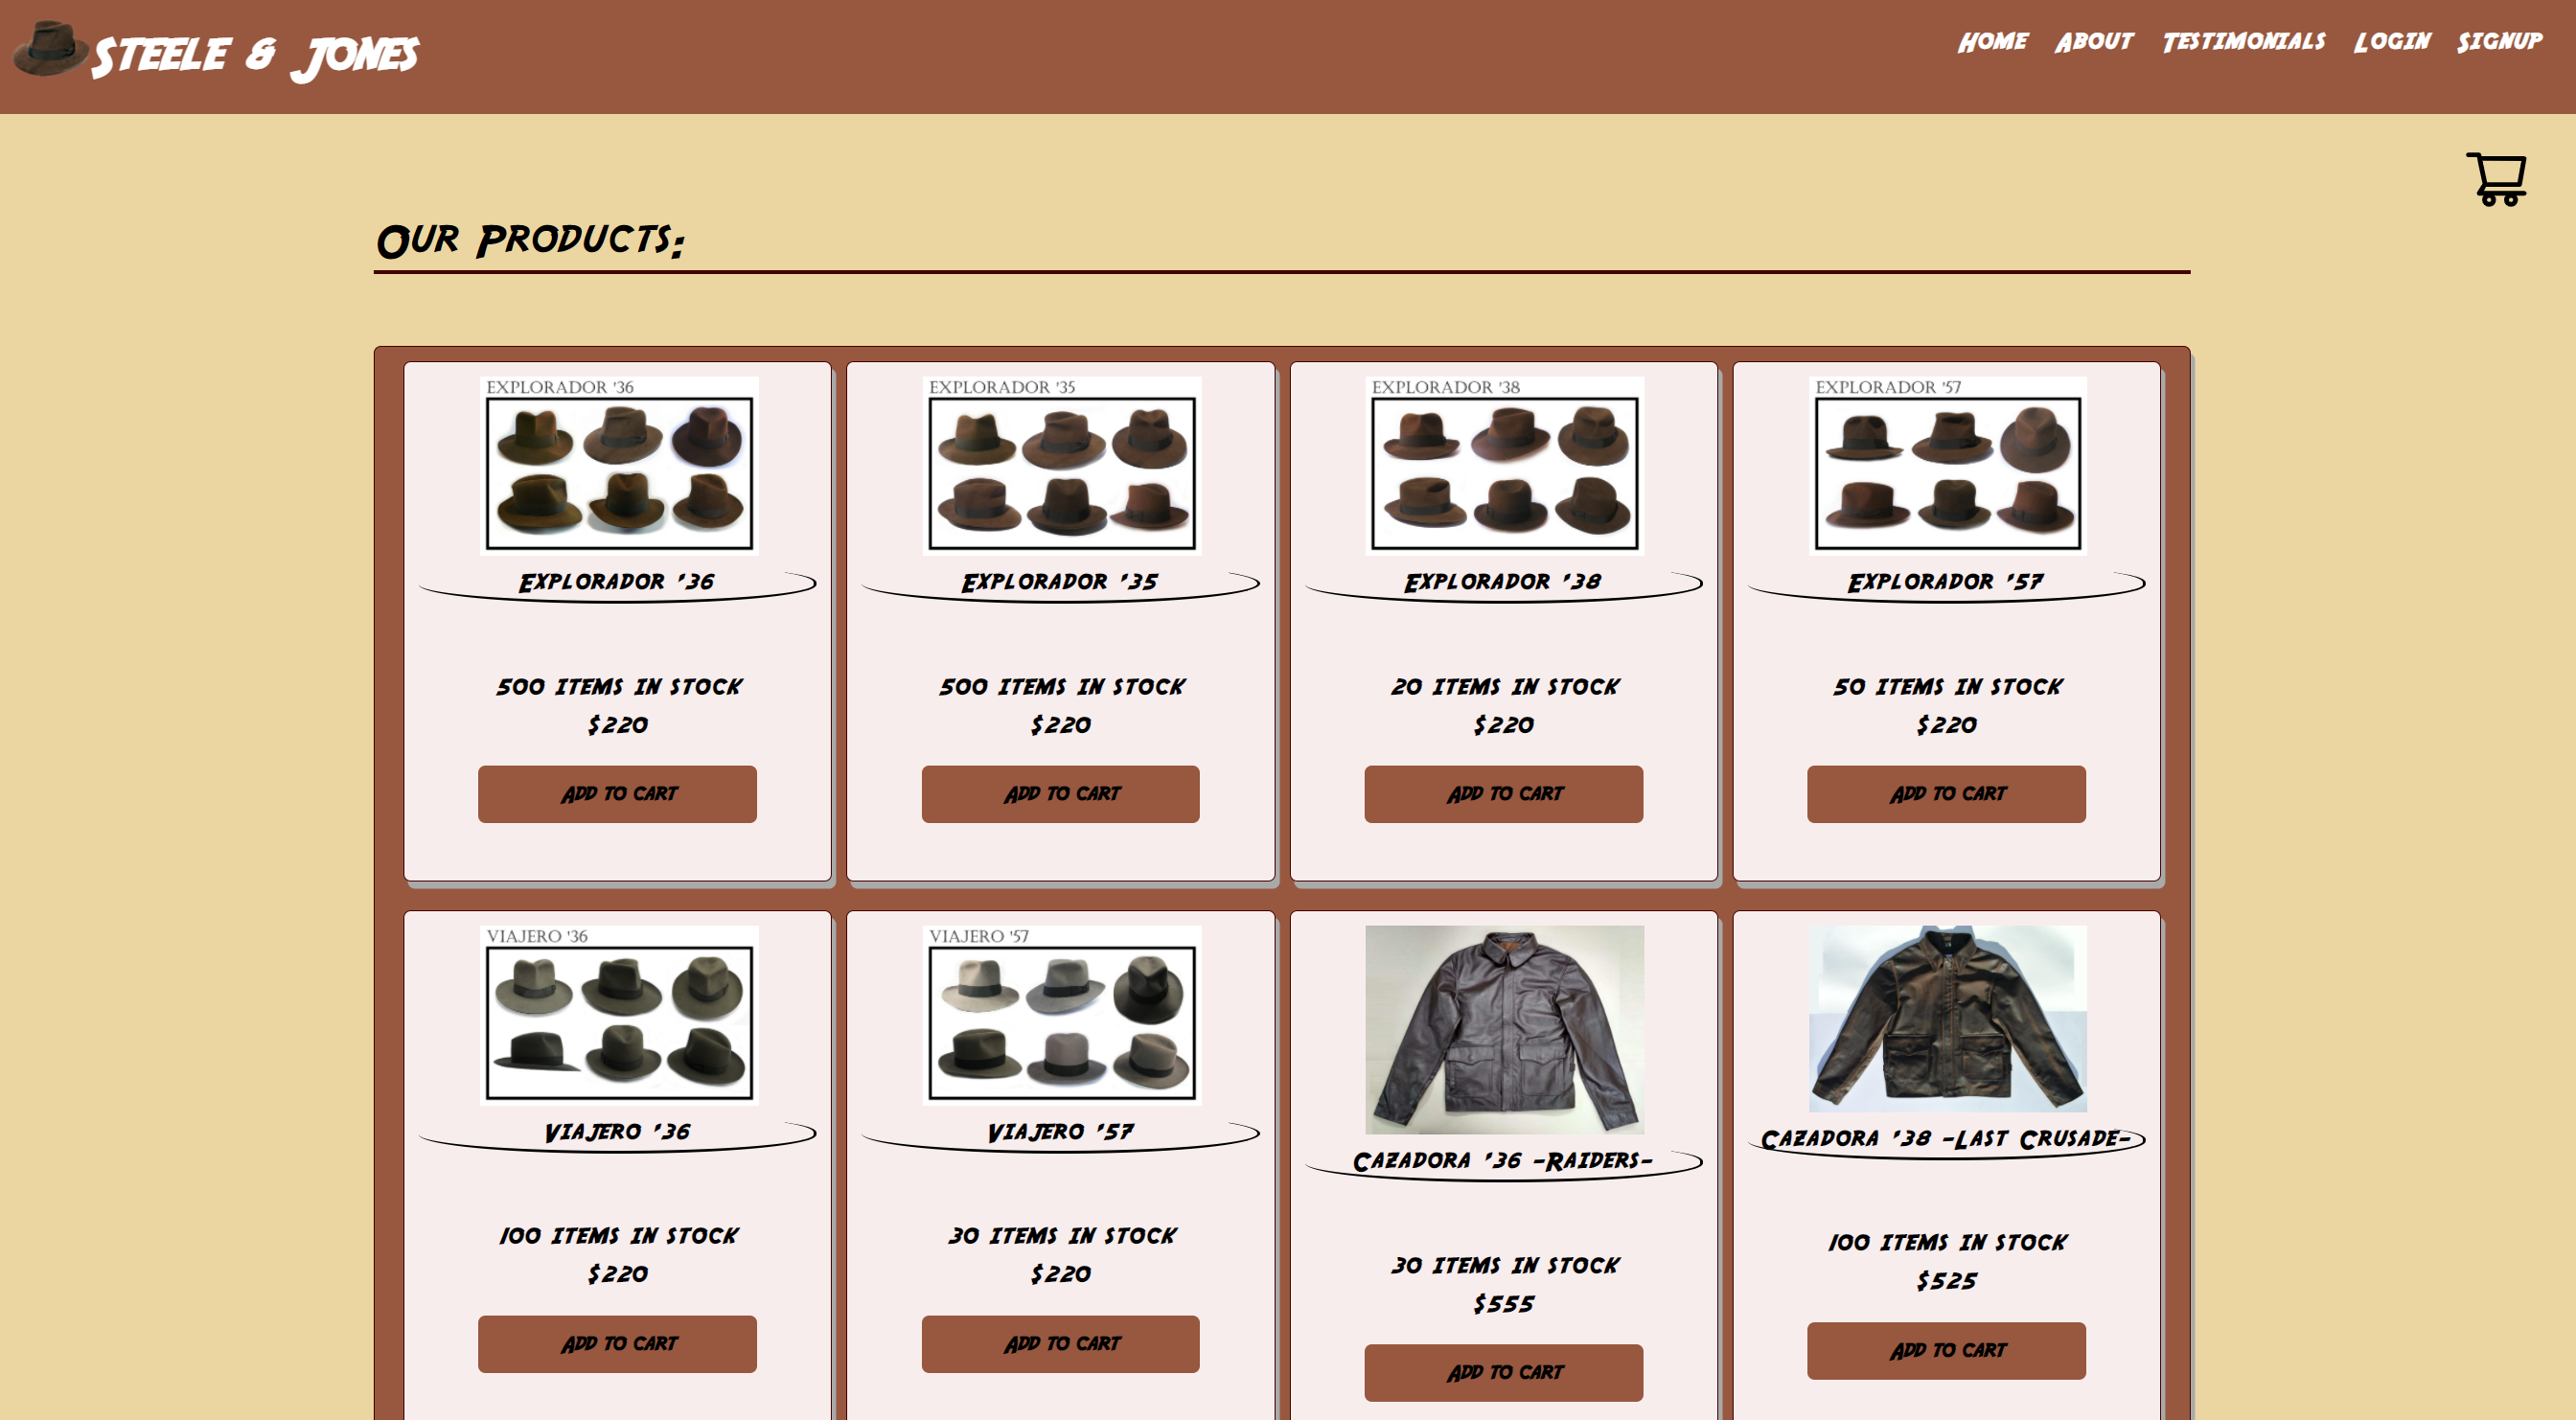 Steele & Jones
Home About Testimonials Login Signup
Our Products:
EXPLORADOR '36
EXPLORADOR '35
EXPLORADOR '38
EXPLORADOR '57
Explorador '36
Explorador '35
Explorador '38
Explorador '57
500 items in stock
500 items in stock
20 items in stock
50 items in stock
$220
$220
$220
$220
Add to cart
Add to cart
Add to cart
Add to cart
VIAJERO '36
VIAJERO '57
Viajero '36
Viajero '57
Cazadora '36 -Raiders-
Cazadora '38 -Last Crusade-
100 items in stock
30 items in stock
30 items in stock
100 items in stock
$220
$220
$555
$525
Add to cart
Add to cart
Add to cart
Add to cart